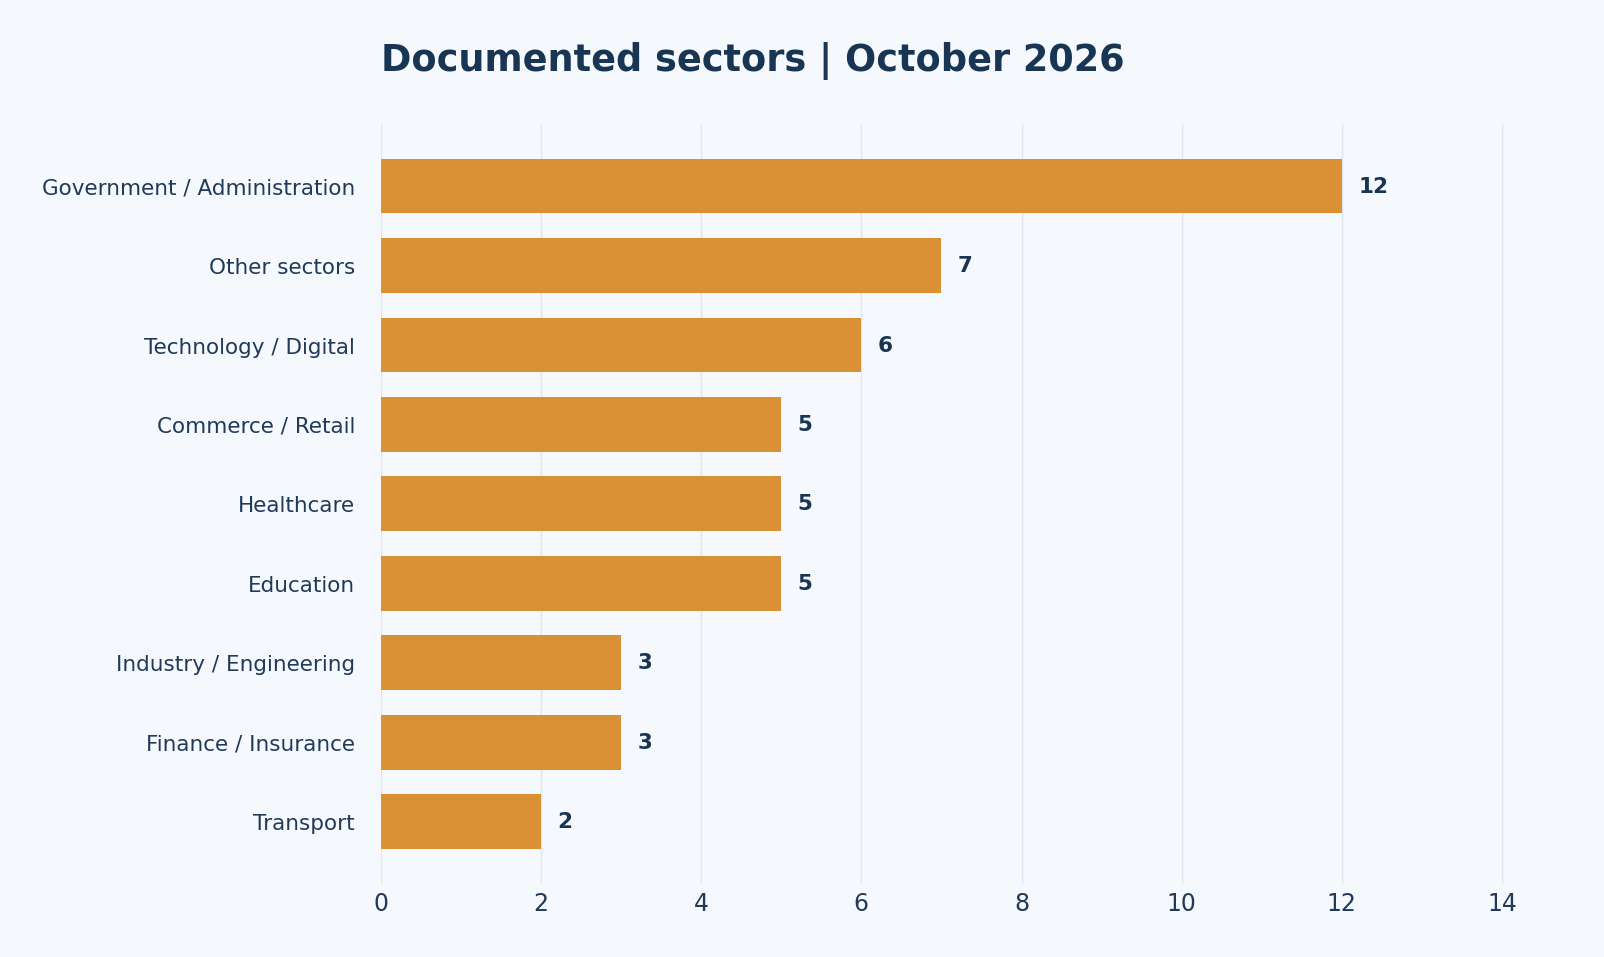 Documented sectors | October 2026
Government / Administration 12
Other sectors 7
Technology / Digital 6
Commerce / Retail 5
Healthcare 5
Education 5
Industry / Engineering 3
Finance / Insurance 3
Transport 2
0 2 4 6 8 10 12 14